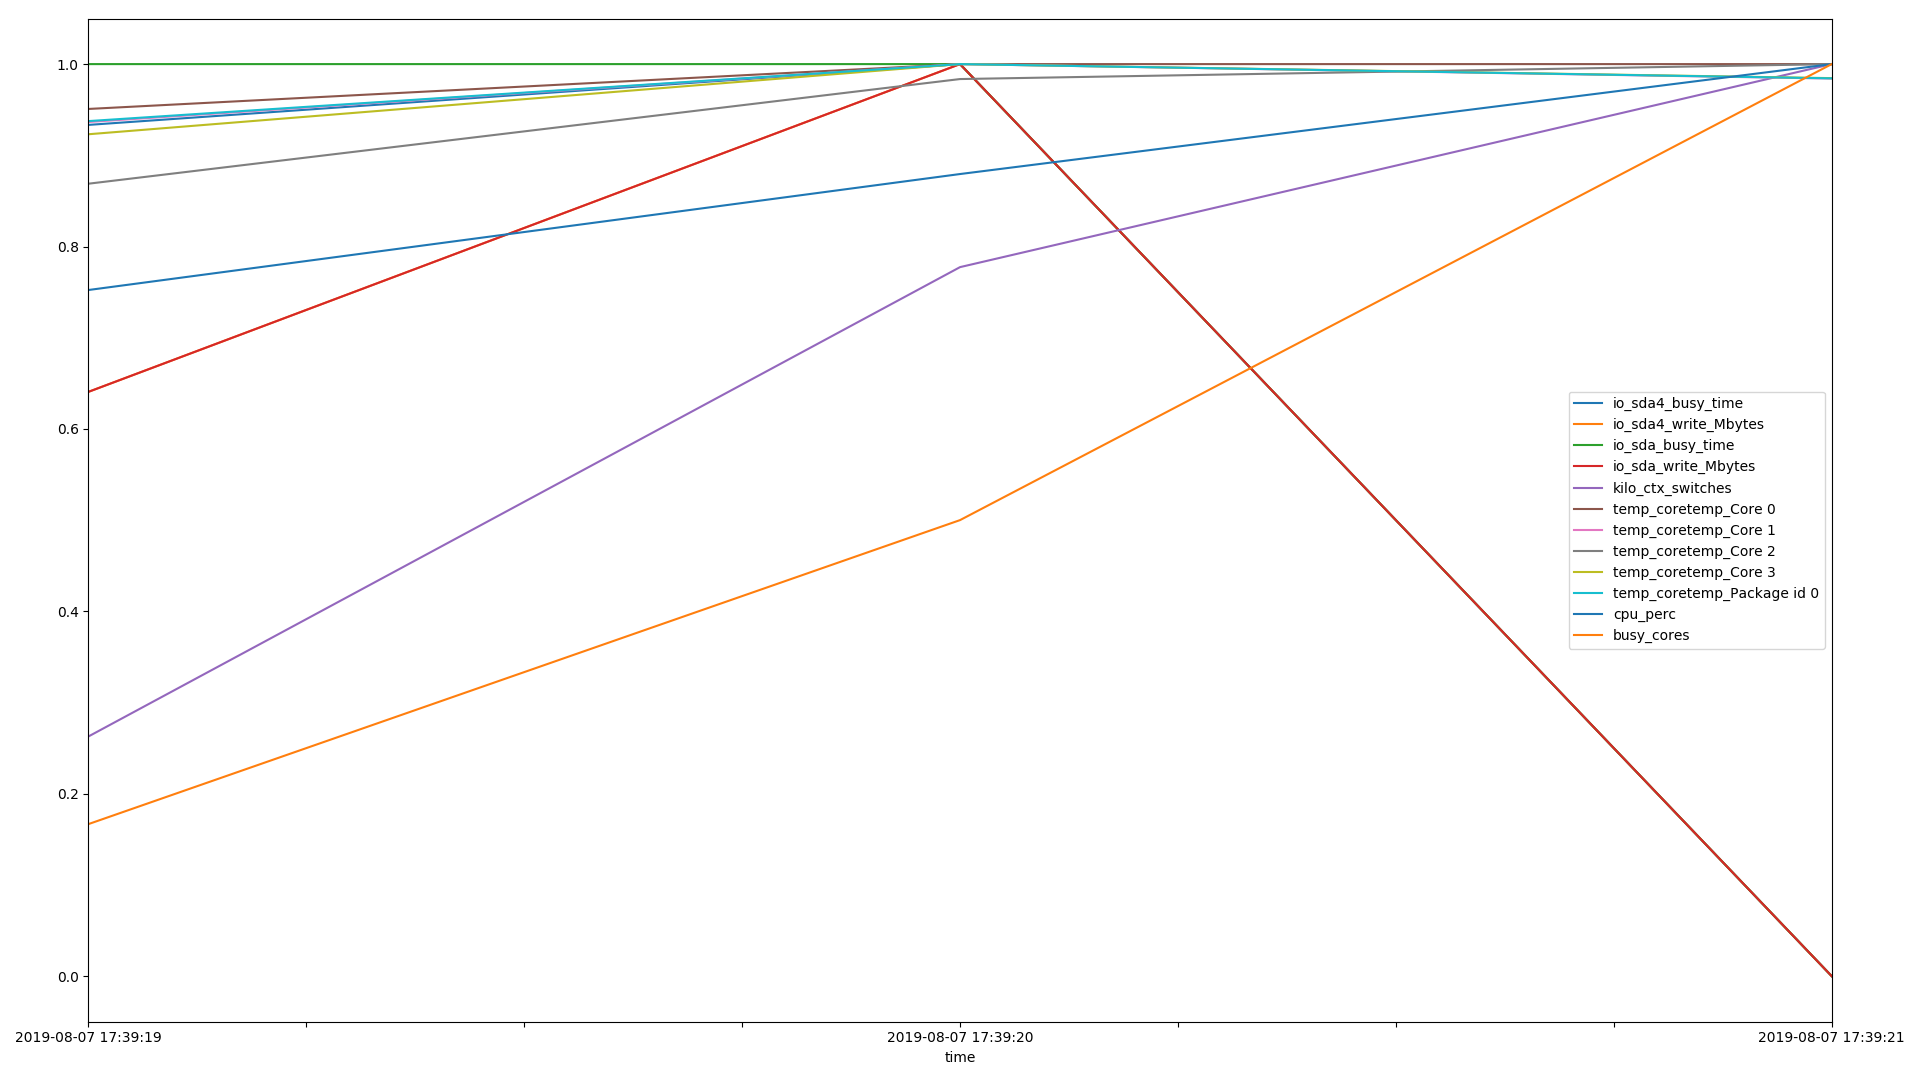 1.0
0.8
0.6
0.4
0.2
0.0
io_sda4_busy_time
io_sda4_write_Mbytes
io_sda_busy_time
io_sda_write_Mbytes
kilo_ctx_switches
temp_coretemp_Core 0
temp_coretemp_Core 1
temp_coretemp_Core 2
temp_coretemp_Core 3
temp_coretemp_Package id 0
cpu_perc
busy_cores
2019-08-07 17:39:19 2019-08-07 17:39:20 2019-08-07 17:39:21
time